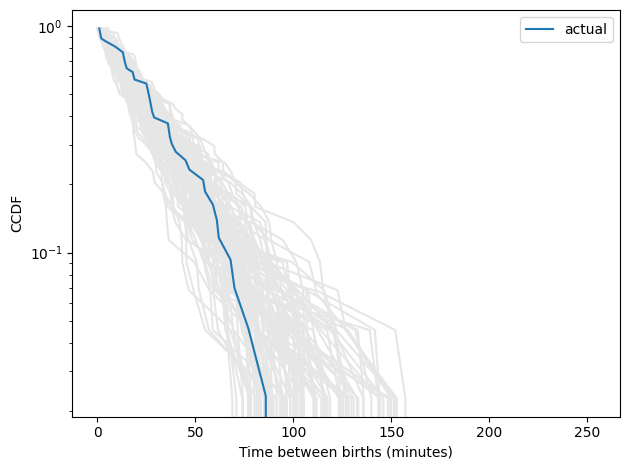 actual
10⁰
10⁻¹
CCDF
0 50 100 150 200 250
Time between births (minutes)